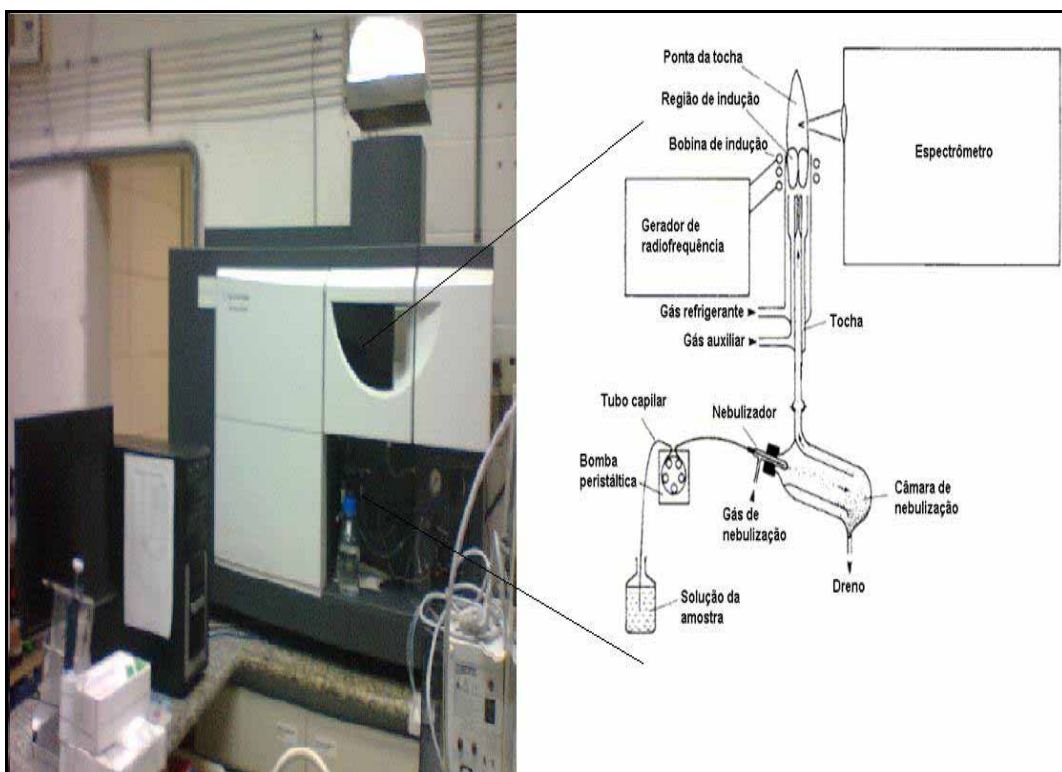 Ponta da tocha
Região de indução
Bobina de indução
Espectrômetro
Gerador de
radiofrequência
Gás refrigerante
Gás auxiliar
Tocha
Tubo capilar
Nebulizador
Bomba
peristáltica
Gás de
nebulização
Câmara de
nebulização
Dreno
Solução da
amostra